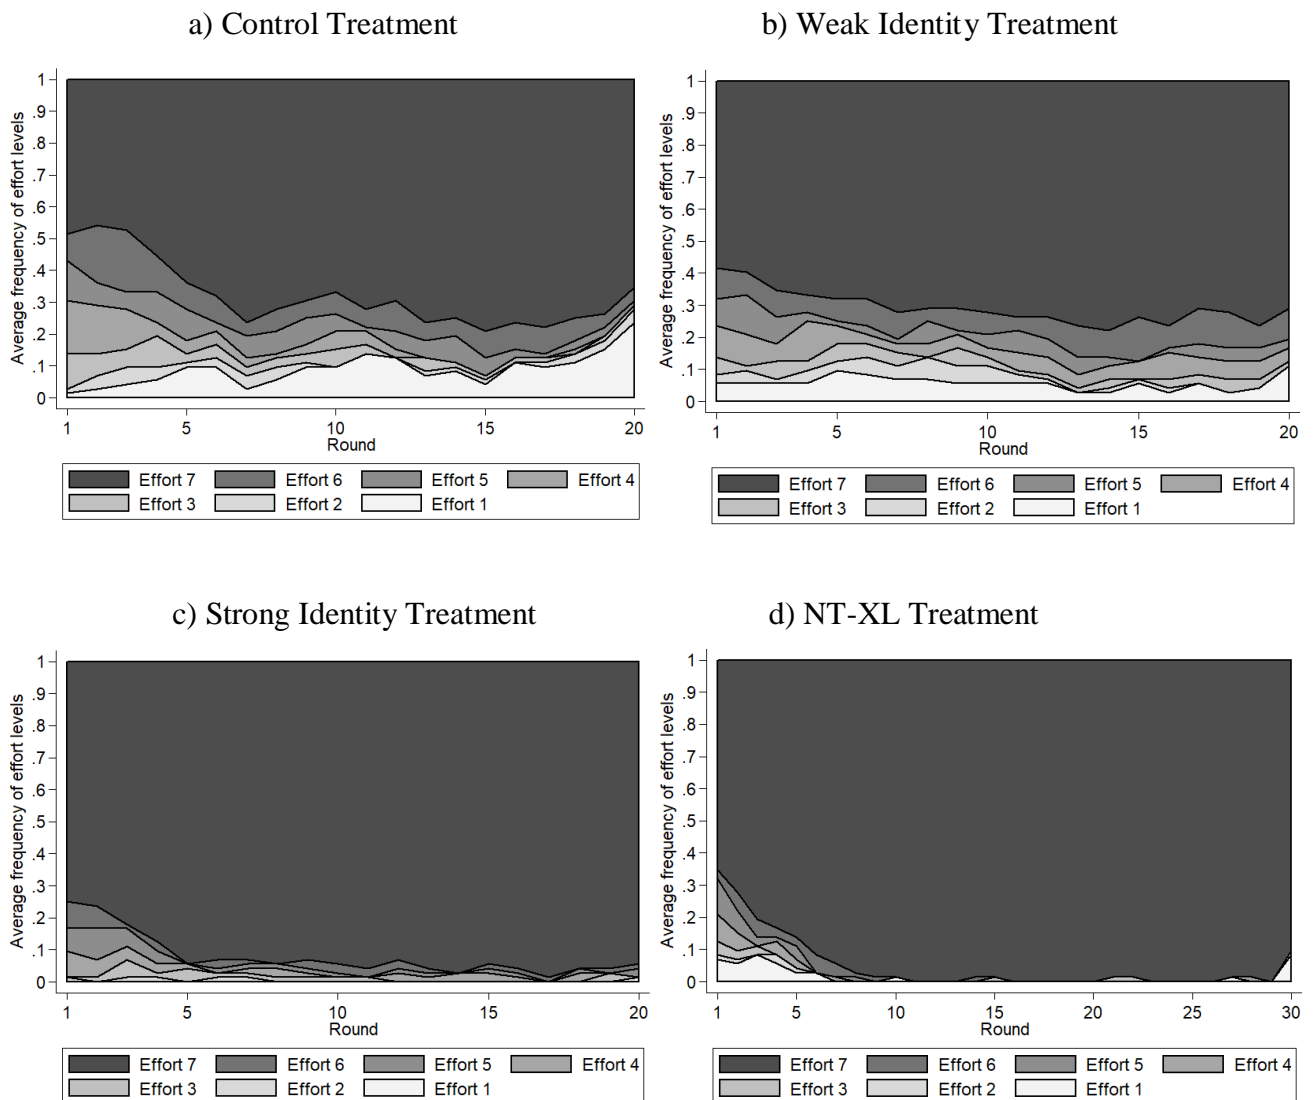 a) Control Treatment
Average frequency of effort levels
1
.9
.8
.7
.6
.5
.4
.3
.2
.1
0
1 5 10 15 20
Round
Effort 7 Effort 6 Effort 5 Effort 4
Effort 3 Effort 2 Effort 1
b) Weak Identity Treatment
Average frequency of effort levels
1
.9
.8
.7
.6
.5
.4
.3
.2
.1
0
1 5 10 15 20
Round
Effort 7 Effort 6 Effort 5 Effort 4
Effort 3 Effort 2 Effort 1
c) Strong Identity Treatment
Average frequency of effort levels
1
.9
.8
.7
.6
.5
.4
.3
.2
.1
0
1 5 10 15 20
Round
Effort 7 Effort 6 Effort 5 Effort 4
Effort 3 Effort 2 Effort 1
d) NT-XL Treatment
Average frequency of effort levels
1
.9
.8
.7
.6
.5
.4
.3
.2
.1
0
1 5 10 15 20 25 30
Round
Effort 7 Effort 6 Effort 5 Effort 4
Effort 3 Effort 2 Effort 1